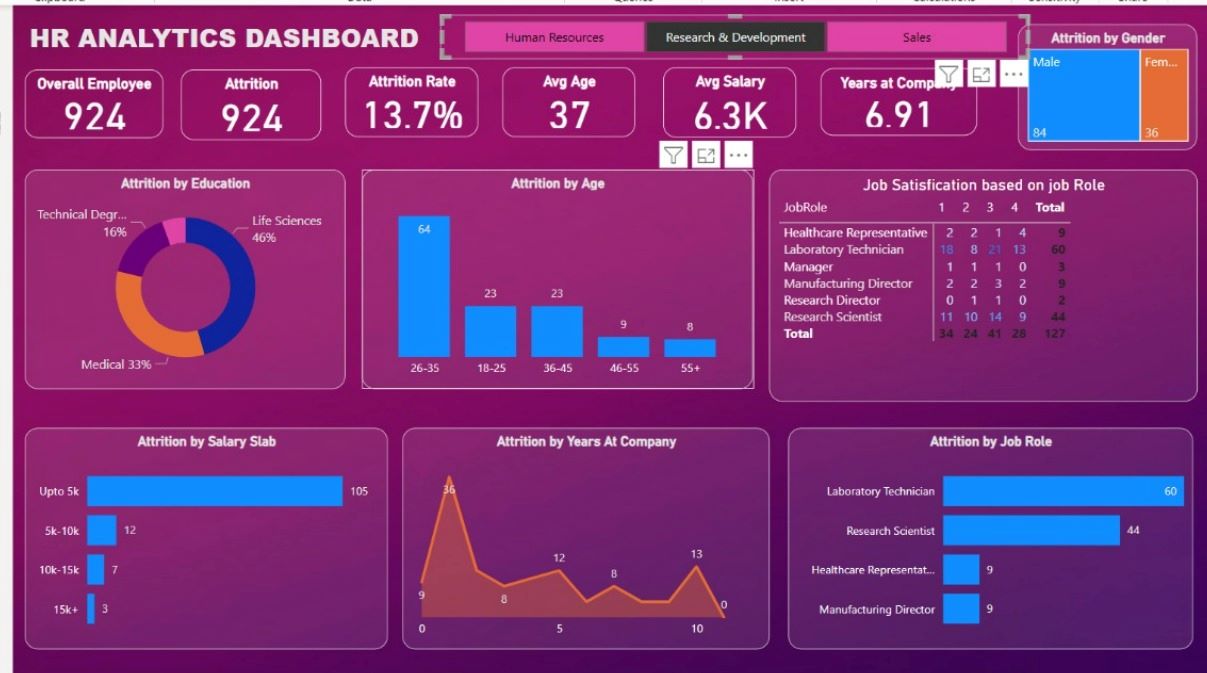 HR ANALYTICS DASHBOARD
Human Resources
Research & Development
Sales
Overall Employee
924
Attrition
924
Attrition Rate
13.7%
Avg Age
37
Avg Salary
6.3K
Years at Company
6.91
Attrition by Gender
Male
Fem...
84
36
Attrition by Education
Technical Degr...
16%
Life Sciences
46%
Medical 33%
Attrition by Age
64
23
23
9
8
26-35
18-25
36-45
46-55
55+
Job Satisfication based on job Role
JobRole 1 2 3 4 Total
Healthcare Representative 2 2 1 4 9
Laboratory Technician 18 8 21 13 60
Manager 1 1 1 0 3
Manufacturing Director 2 2 3 2 9
Research Director 0 1 1 0 2
Research Scientist 11 10 14 9 44
Total 34 24 41 28 127
Attrition by Salary Slab
Upto 5k 105
5k-10k 12
10k-15k 7
15k+ 3
Attrition by Years At Company
36
9
8
12
8
13
0
0 5 10
Attrition by Job Role
Laboratory Technician 60
Research Scientist 44
Healthcare Representat... 9
Manufacturing Director 9